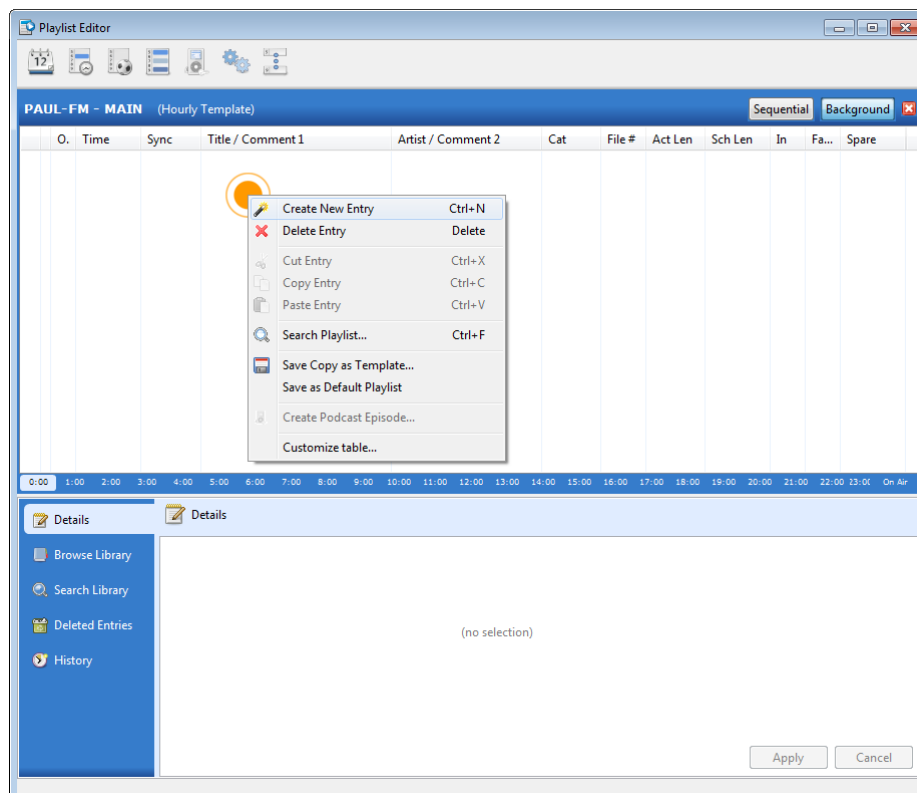 Playlist Editor
12
PAUL-FM - MAIN (Hourly Template) Sequential Background
O. Time Sync Title / Comment 1 Artist / Comment 2 Cat File # Act Len Sch Len In Fa... Spare
Create New Entry Ctrl+N
Delete Entry Delete
Cut Entry Ctrl+X
Copy Entry Ctrl+C
Paste Entry Ctrl+V
Search Playlist... Ctrl+F
Save Copy as Template...
Save as Default Playlist
Create Podcast Episode...
Customize table...
0:00 1:00 2:00 3:00 4:00 5:00 6:00 7:00 8:00 9:00 10:00 11:00 12:00 13:00 14:00 15:00 16:00 17:00 18:00 19:00 20:00 21:00 22:00 23:0( On Air
Details
Details
Browse Library
Search Library
Deleted Entries
(no selection)
History
Apply Cancel